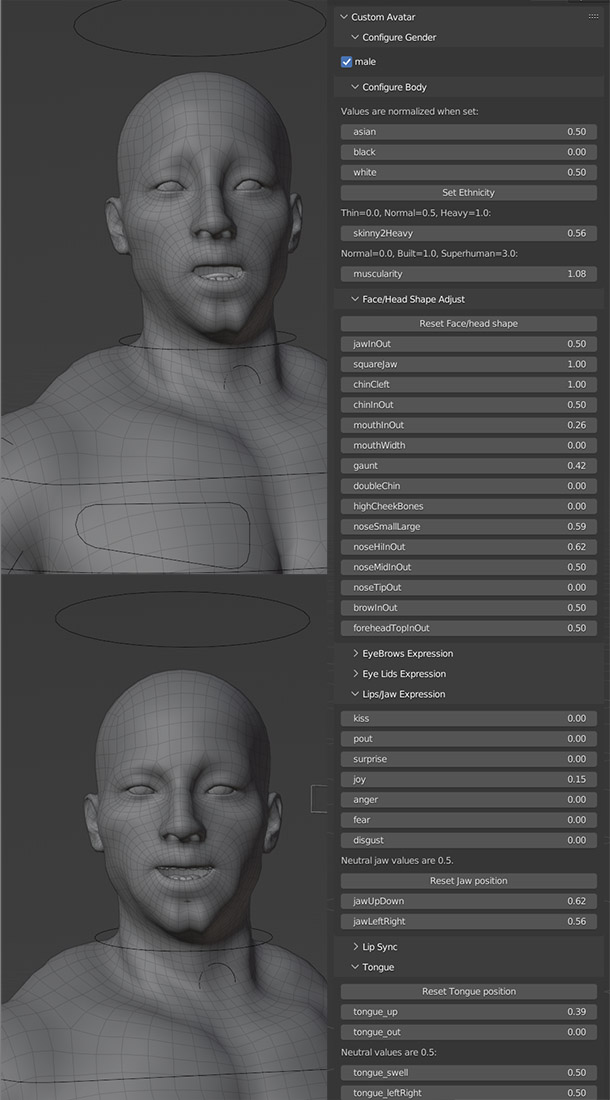 Custom Avatar
Configure Gender
male
Configure Body
Values are normalized when set:
asian 0.50
black 0.00
white 0.50
Set Ethnicity
Thin=0.0, Normal=0.5, Heavy=1.0:
skinny2Heavy 0.56
Normal=0.0, Built=1.0, Superhuman=3.0:
muscularity 1.08
Face/Head Shape Adjust
Reset Face/head shape
jawInOut 0.50
squareJaw 1.00
chinCleft 1.00
chinInOut 0.50
mouthInOut 0.26
mouthWidth 0.00
gaunt 0.42
doubleChin 0.00
highCheekBones 0.00
noseSmallLarge 0.59
noseHiInOut 0.62
noseMidInOut 0.50
noseTipOut 0.00
browInOut 0.50
foreheadTopInOut 0.50
EyeBrows Expression
Eye Lids Expression
Lips/Jaw Expression
kiss 0.00
pout 0.00
surprise 0.00
joy 0.15
anger 0.00
fear 0.00
disgust 0.00
Neutral jaw values are 0.5.
Reset Jaw position
jawUpDown 0.62
jawLeftRight 0.56
Lip Sync
Tongue
Reset Tongue position
tongue_up 0.39
tongue_out 0.00
Neutral values are 0.5:
tongue_swell 0.50
tongue_leftRight 0.50